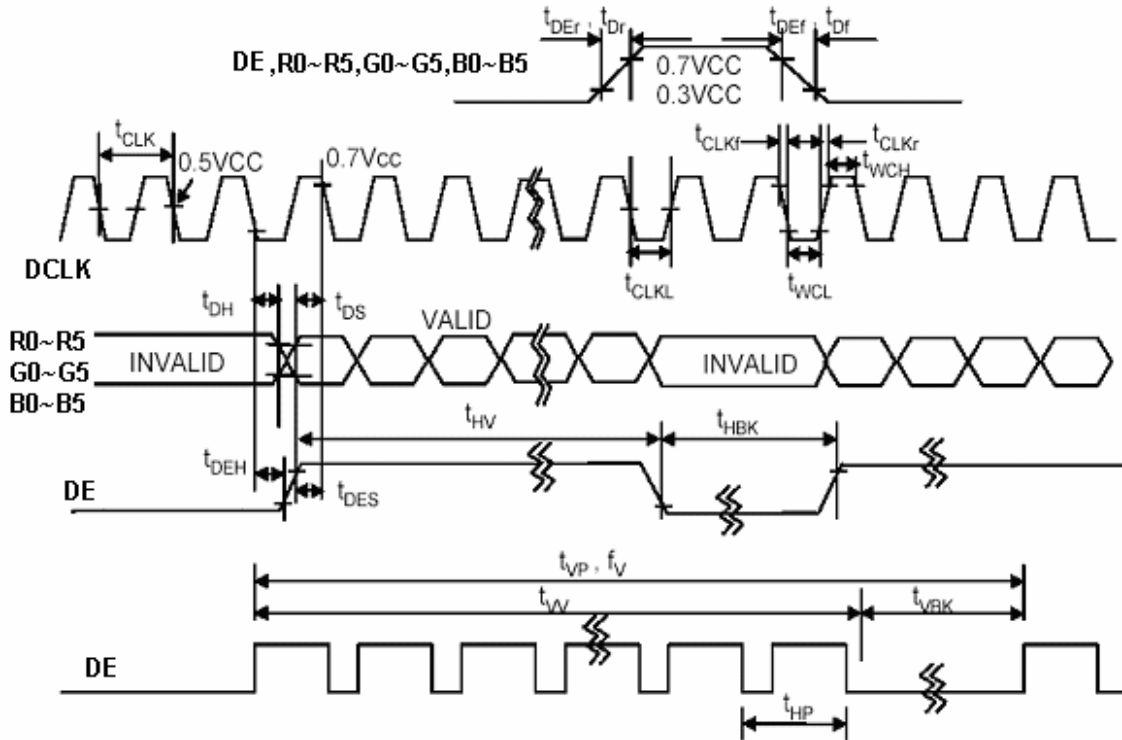 tDEr , tDr
tDEf , tDf
DE ,R0~R5,G0~G5,B0~B5
0.7VCC
0.3VCC
tCLK
0.5VCC
0.7Vcc
tCLKf
tCLKr
tWCH
DCLK
tCLKL
tWCL
tDH
tDS
VALID
R0~R5
G0~G5
B0~B5
INVALID
INVALID
tHV
tHBK
tDEH
DE
tDES
tVP , fV
tVV
tVBK
DE
tHP